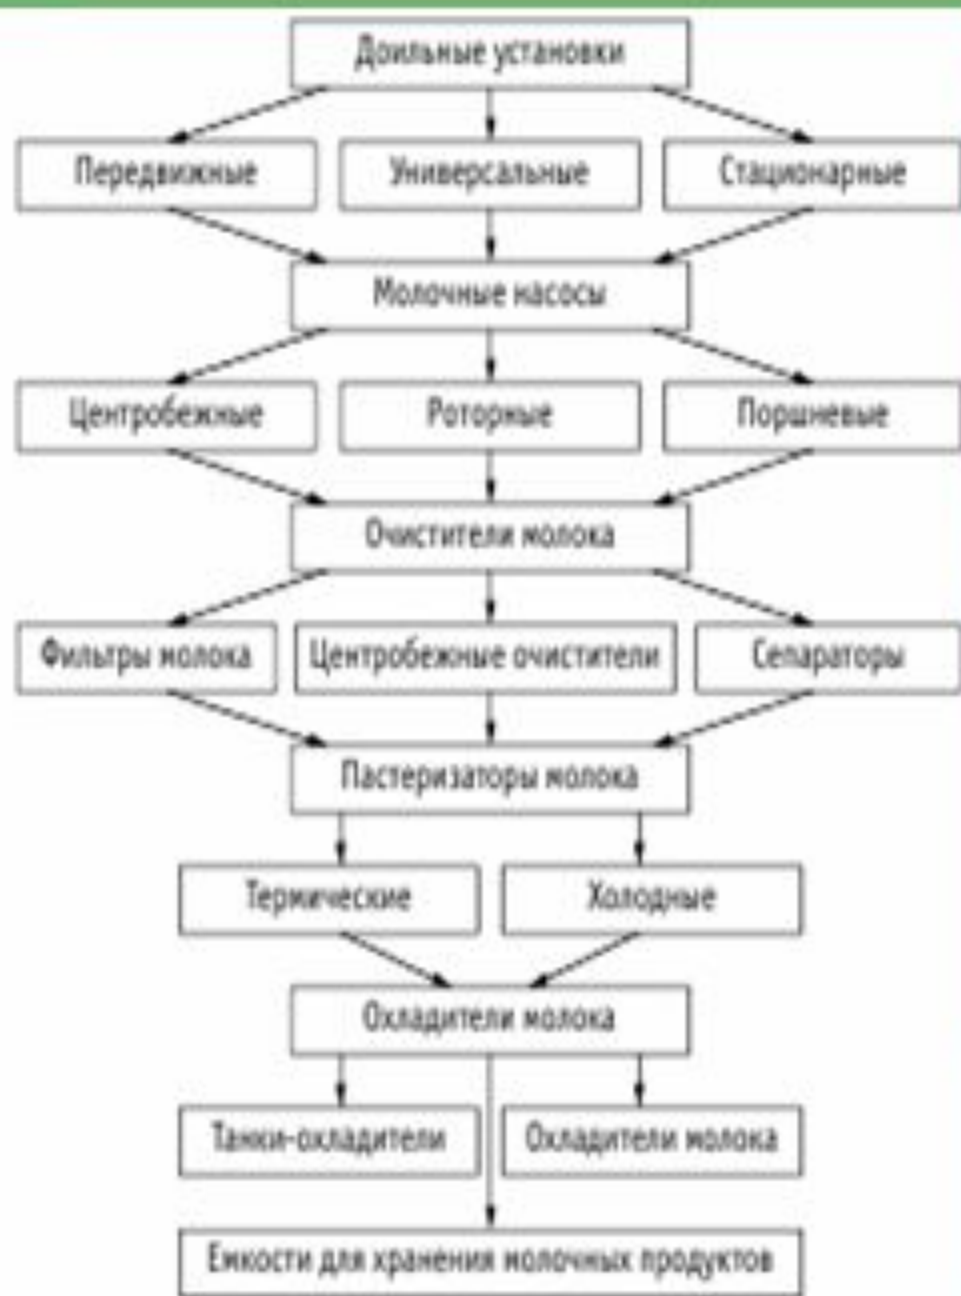 Доильные установки
Передвижные
Универсальные
Стационарные
Молочные насосы
Центробежные
Роторные
Поршневые
Очистители молока
Фильтры молока
Центробежные очистители
Сепараторы
Пастеризаторы молока
Термические
Холодные
Охладители молока
Танки-охладители
Охладители молока
Емкости для хранения молочных продуктов